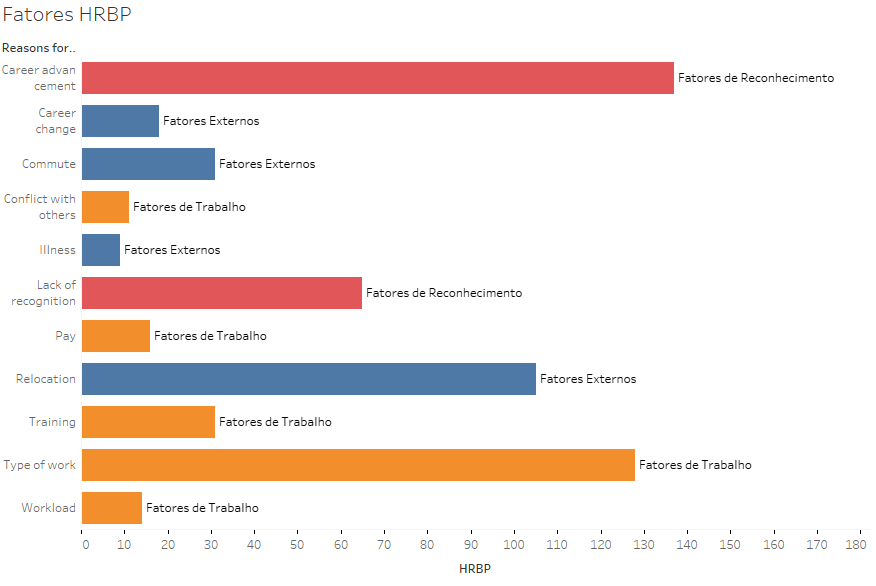 Fatores HRBP
Reasons for..
Career advan
cement
Fatores de Reconhecimento
Career
change
Fatores Externos
Commute
Fatores Externos
Conflict with
others
Fatores de Trabalho
Illness
Fatores Externos
Lack of
recognition
Fatores de Reconhecimento
Pay
Fatores de Trabalho
Relocation
Fatores Externos
Training
Fatores de Trabalho
Type of work
Fatores de Trabalho
Workload
Fatores de Trabalho
0 10 20 30 40 50 60 70 80 90 100 110 120 130 140 150 160 170 180
HRBP